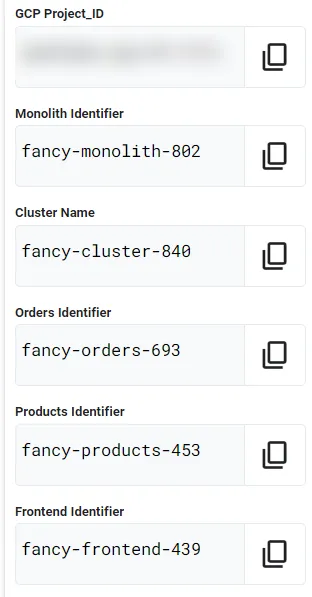 GCP Project_ID
Monolith Identifier
fancy-monolith-802
Cluster Name
fancy-cluster-840
Orders Identifier
fancy-orders-693
Products Identifier
fancy-products-453
Frontend Identifier
fancy-frontend-439